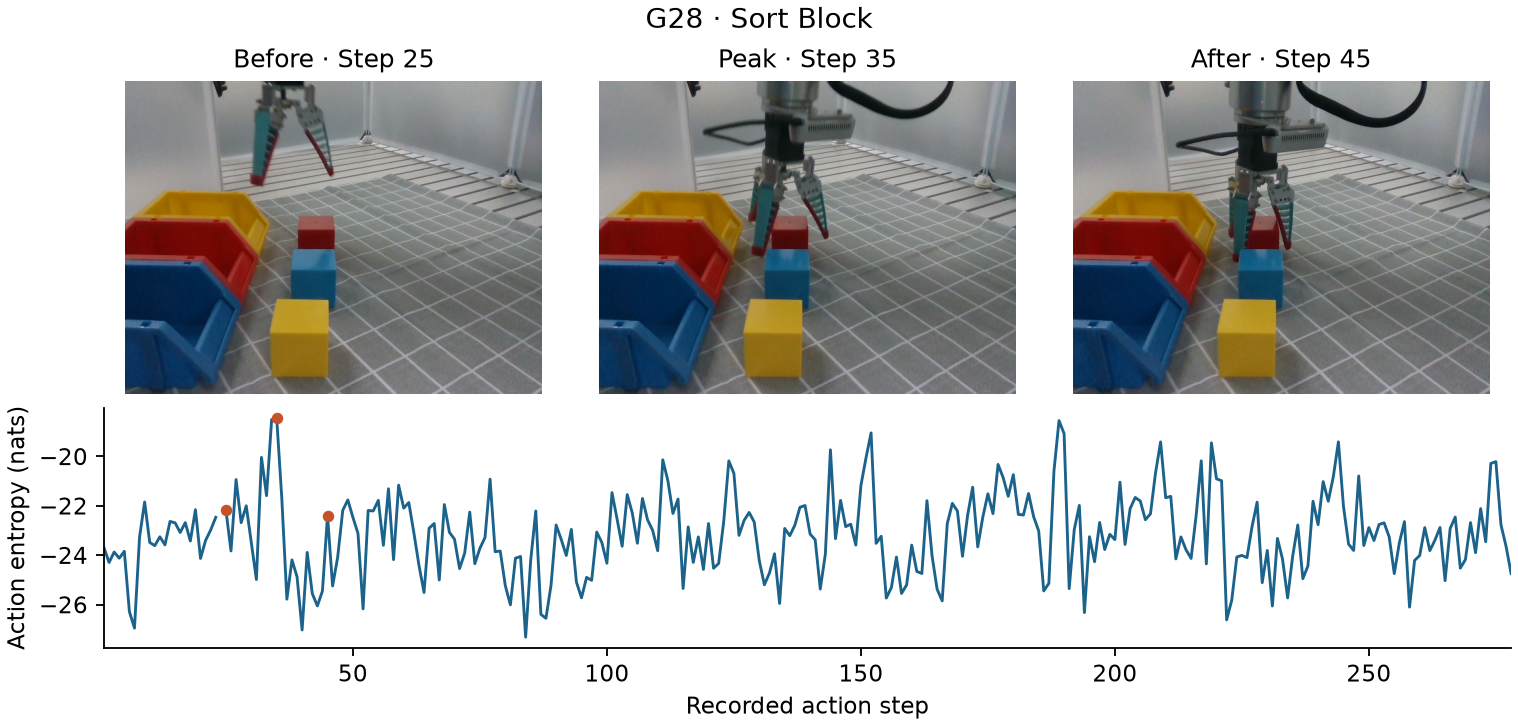 G28 · Sort Block
Before · Step 25
Peak · Step 35
After · Step 45
Action entropy (nats)
−20
−22
−24
−26
50
100
150
200
250
Recorded action step